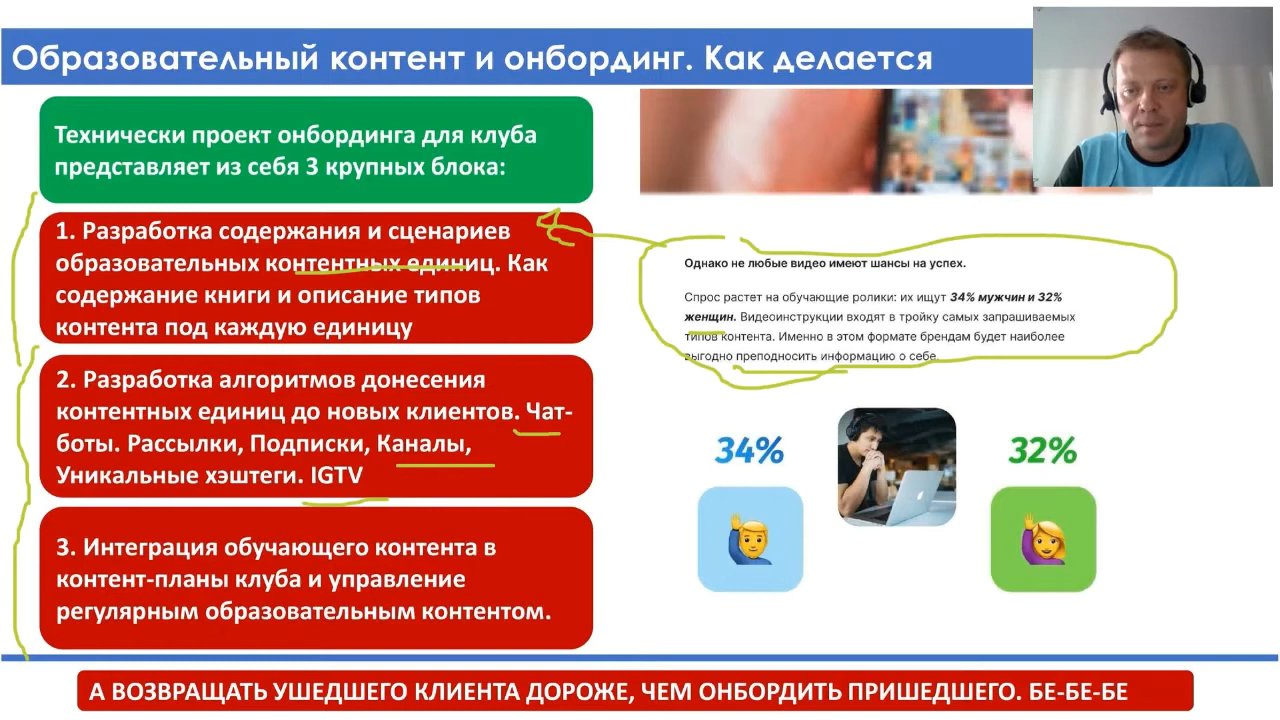 Образовательный контент и онбординг. Как делается
Технически проект онбординга для клуба
представляет из себя 3 крупных блока:
1. Разработка содержания и сценариев
образовательных контентных единиц. Как
содержание книги и описание типов
контента под каждую единицу
2. Разработка алгоритмов донесения
контентных единиц до новых клиентов. Чат-
боты. Рассылки, Подписки, Каналы,
Уникальные хэштеги. IGTV
3. Интеграция обучающего контента в
контент-планы клуба и управление
регулярным образовательным контентом.
Однако не любые видео имеют шансы на успех.
Спрос растет на обучающие ролики: их ищут 34% мужчин и 32%
женщин. Видеоинструкции входят в тройку самых запрашиваемых
типов контента. Именно в этом формате брендам будет наиболее
выгодно преподносить информацию о себе.
34%
32%
А ВОЗВРАЩАТЬ УШЕДШЕГО КЛИЕНТА ДОРОЖЕ, ЧЕМ ОНБОРДИТЬ ПРИШЕДШЕГО. БЕ-БЕ-БЕ